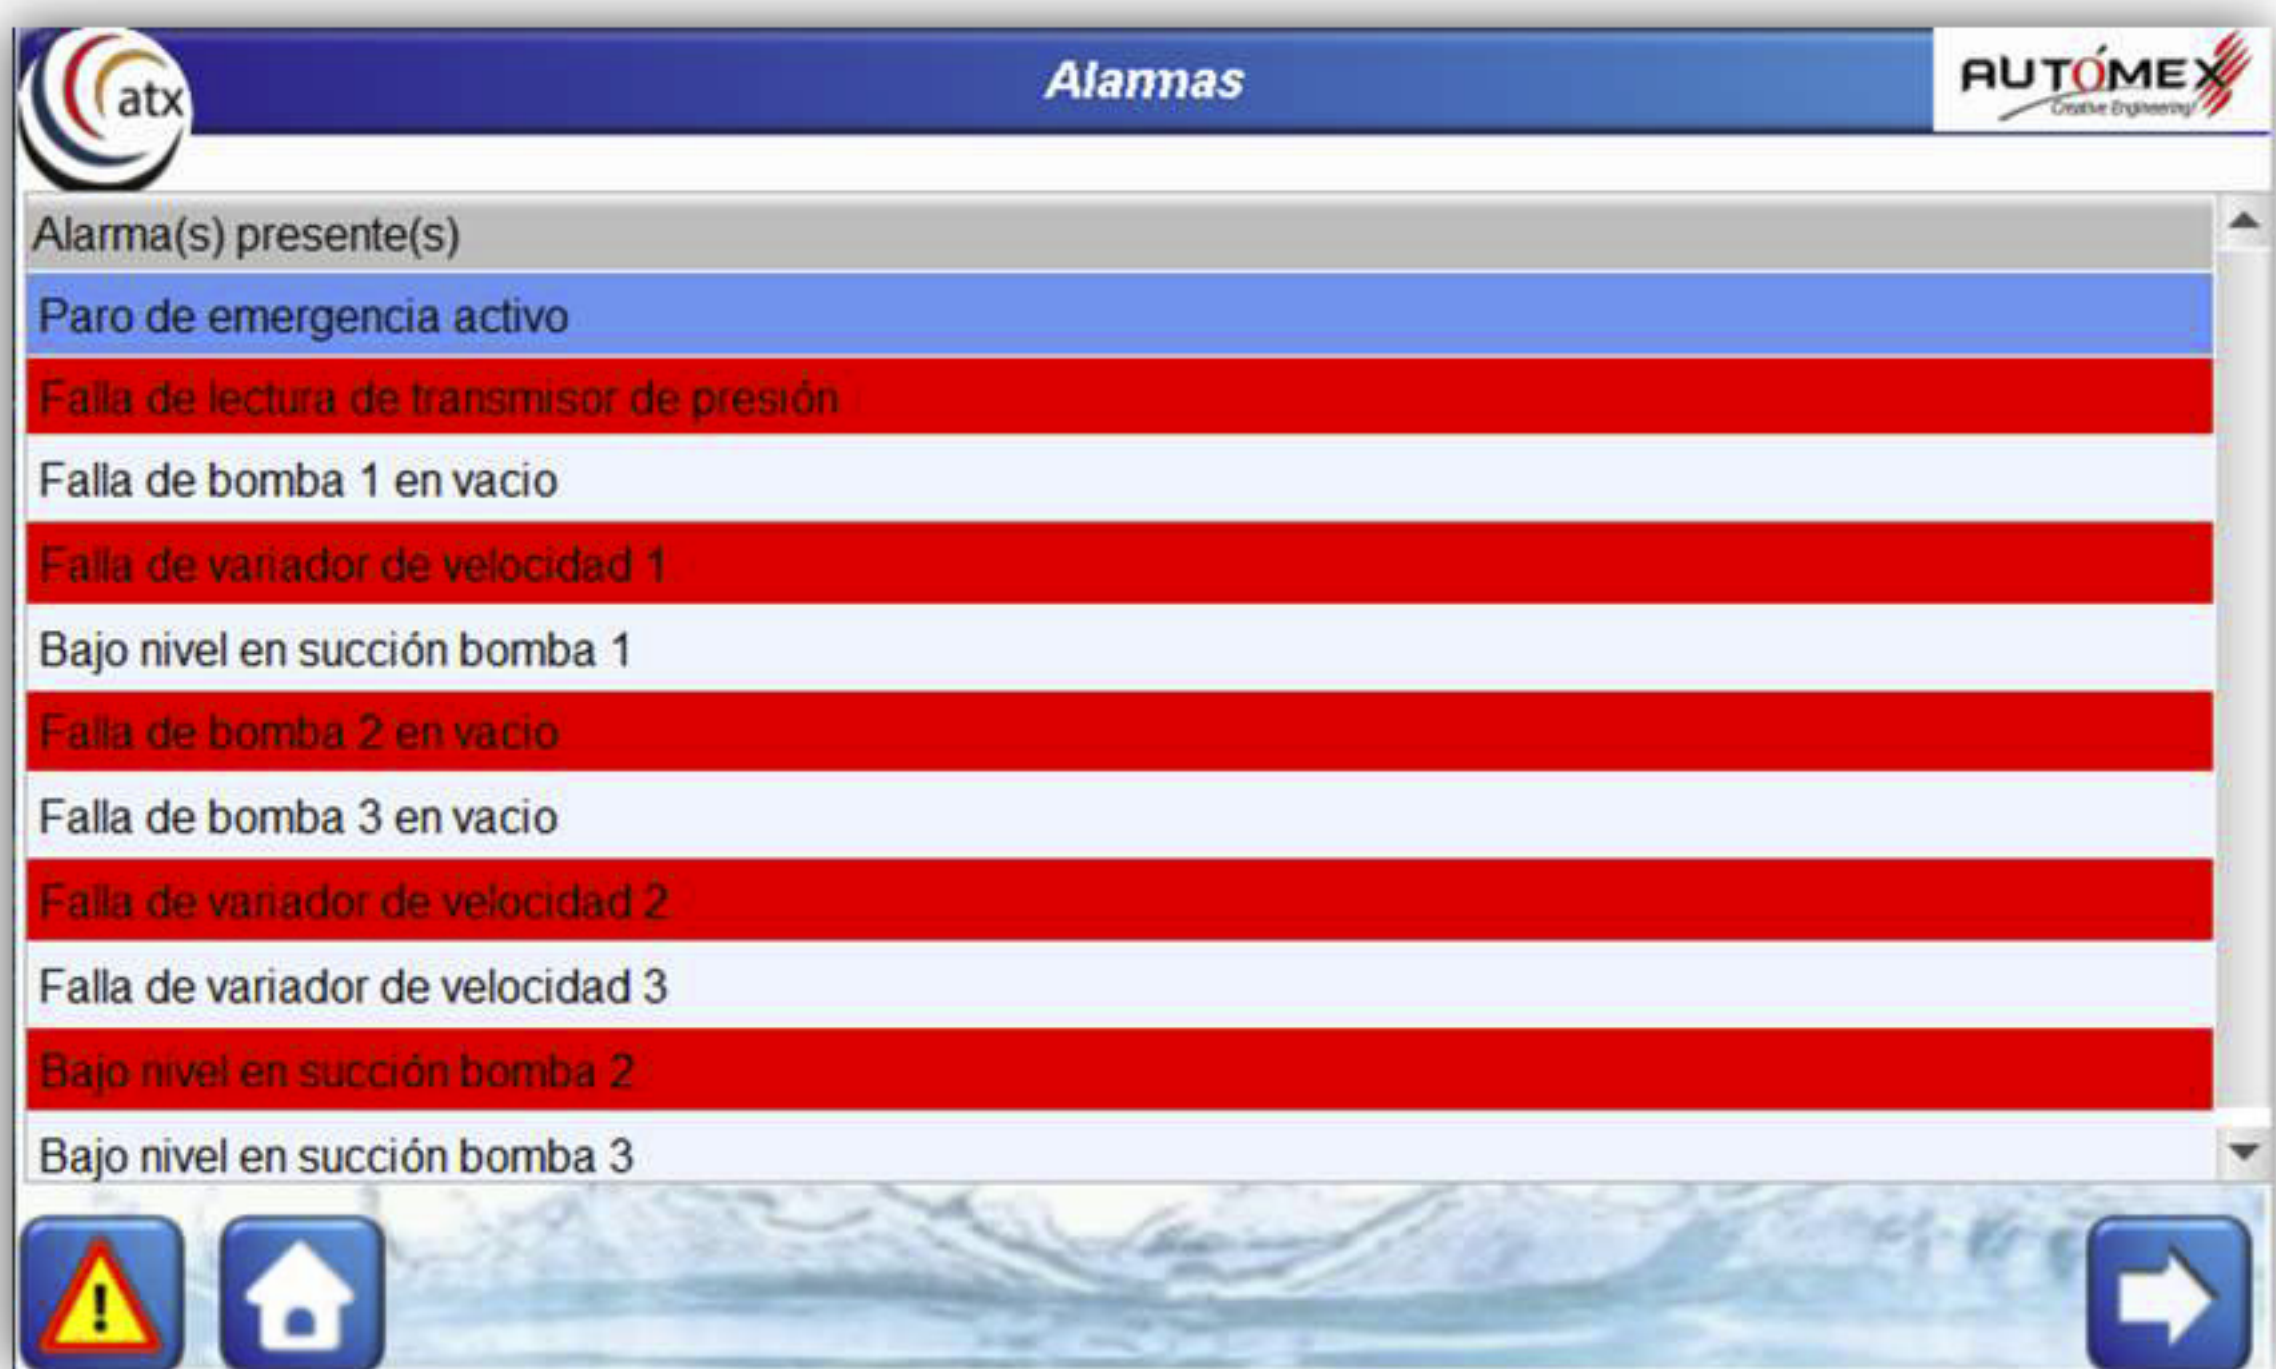 atx
Alarmas
AUTÓMEX
Creative Engineering!
Alarma(s) presente(s)
Paro de emergencia activo
Falla de lectura de transmisor de presión
Falla de bomba 1 en vacio
Falla de variador de velocidad 1
Bajo nivel en succión bomba 1
Falla de bomba 2 en vacio
Falla de bomba 3 en vacio
Falla de variador de velocidad 2
Falla de variador de velocidad 3
Bajo nivel en succión bomba 2
Bajo nivel en succión bomba 3